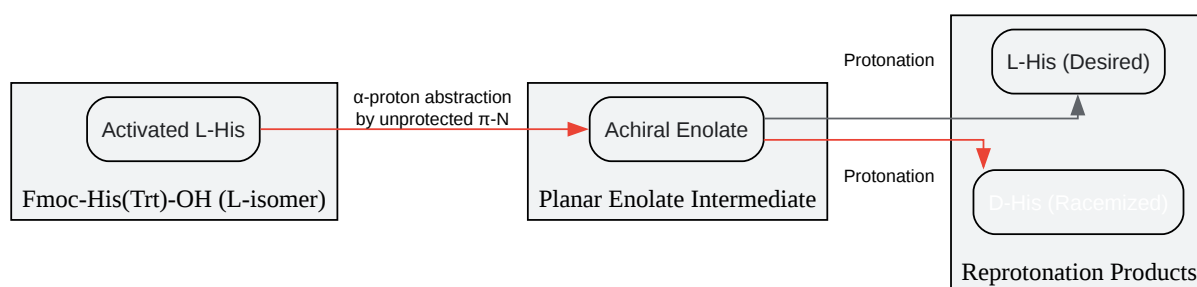 Activated L-His
Fmoc-His(Trt)-OH (L-isomer)
α-proton abstraction
by unprotected π-N
Achiral Enolate
Planar Enolate Intermediate
Protonation
Protonation
L-His (Desired)
D-His (Racemized)
Reprotonation Products